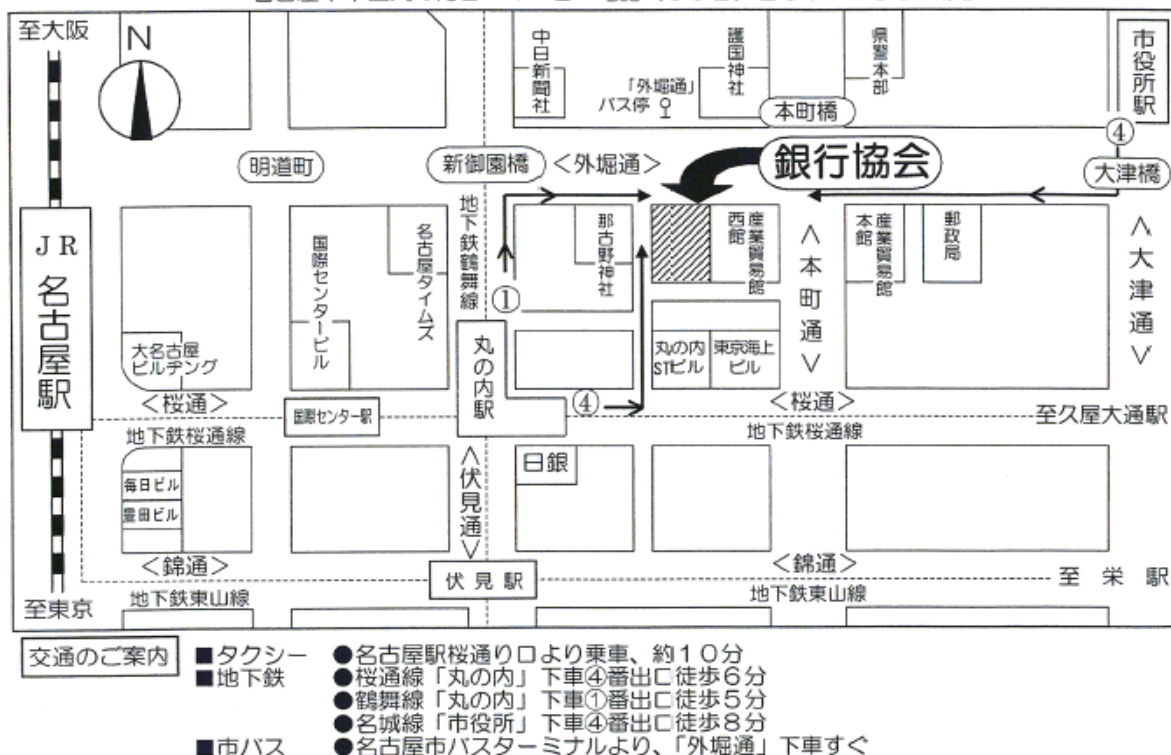 至大阪
N
中日新聞社
「外堀通」
バス停
護国神社
県警本部
本町橋
市役所駅
④
明道町
新御園橋
<外堀通>
銀行協会
大津橋
JR
名古屋駅
国際センタービル
名古屋タイムズ
地下鉄鶴舞線
①
那古野神社
産業貿易館
西館
<本町通>
産業貿易館
本館
郵政局
<大津通>
大名古屋
ビルヂング
丸の内駅
丸の内
STビル
東京海上
ビル
<桜通>
国際センター駅
④
<桜通>
至久屋大通駅
地下鉄桜通線
地下鉄桜通線
毎日ビル
豊田ビル
<伏見通>
日銀
<錦通>
伏見駅
<錦通>
至栄駅
至東京
地下鉄東山線
地下鉄東山線
交通のご案内
■タクシー ●名古屋駅桜通り口より乗車、約10分
■地下鉄 ●桜通線「丸の内」下車④番出口徒歩6分
●鶴舞線「丸の内」下車①番出口徒歩5分
●名城線「市役所」下車④番出口徒歩8分
■市バス ●名古屋市バスターミナルより、「外堀通」下車すぐ